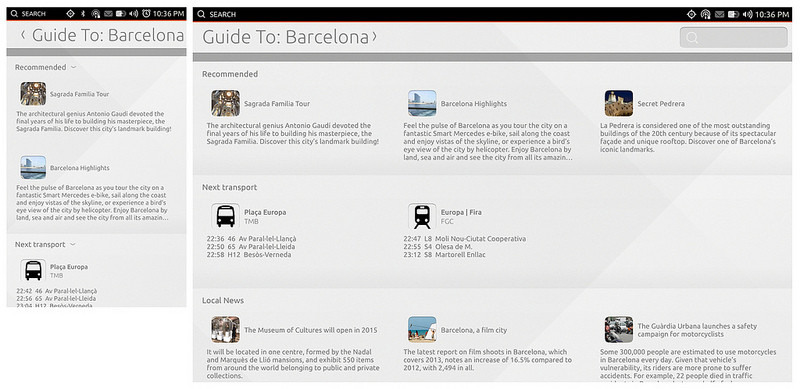 SEARCH
10:36 PM
‹ Guide To: Barcelona
Recommended
Sagrada Familia Tour
The architectural genius Antonio Gaudi devoted the
final years of his life to building his masterpiece, the
Sagrada Familia. Discover this city's landmark building!
Barcelona Highlights
Feel the pulse of Barcelona as you tour the city on a
fantastic Smart Mercedes e-bike, sail along the coast
and enjoy vistas of the skyline, or experience a bird's
eye view of the city by helicopter. Enjoy Barcelona by
land, sea and air and see the city from all its amazin...
Next transport
Plaça Europa
TMB
22:42 46 Av Paral·lel-Llançà
22:56 65 Av Paral·lel-Lleida
23:04 H12 Besòs-Verneda
SEARCH
10:36 PM
Guide To: Barcelona ›
Recommended
Sagrada Familia Tour
The architectural genius Antonio Gaudi devoted the
final years of his life to building his masterpiece, the
Sagrada Familia. Discover this city's landmark building!
Barcelona Highlights
Feel the pulse of Barcelona as you tour the city on a
fantastic Smart Mercedes e-bike, sail along the coast
and enjoy vistas of the skyline, or experience a bird's
eye view of the city by helicopter. Enjoy Barcelona by
land, sea and air and see the city from all its amazin...
Secret Pedrera
La Pedrera is considered one of the most outstanding
buildings of the 20th century because of its spectacular
façade and unique rooftop. Discover one of Barcelona's
iconic landmarks.
Next transport
Plaça Europa
TMB
22:36 46 Av Paral·lel-Llançà
22:50 65 Av Paral·lel-Lleida
22:58 H12 Besòs-Verneda
Europa | Fira
FGC
22:47 L8 Molí Nou-Ciutat Cooperativa
22:55 S4 Olesa de M.
23:12 S8 Martorell Enllac
Local News
The Museum of Cultures will open in 2015
It will be located in one centre, formed by the Nadal
and Marquès de Llió mansions, and exhibit 550 items
from around the world belonging to public and private
collections.
Barcelona, a film city
The latest report on film shoots in Barcelona, which
covers 2013, notes an increase of 16.5% compared to
2012, with 2,494 in all.
The Guàrdia Urbana launches a safety
campaign for motorcyclists
Some 300,000 people are estimated to use motorcycles
in Barcelona every day. Given that vehicle's
vulnerability, its riders are more prone to suffer
accidents. For example, 22 people died in traffic